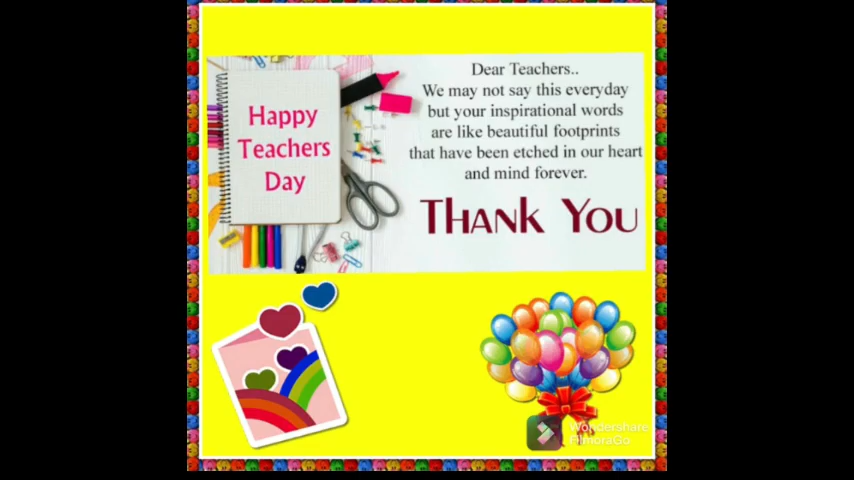 Happy
Teachers
Day
Dear Teachers..
We may not say this everyday
but your inspirational words
are like beautiful footprints
that have been etched in our heart
and mind forever.
THANK YOU
Wondershare
FilmoraGo